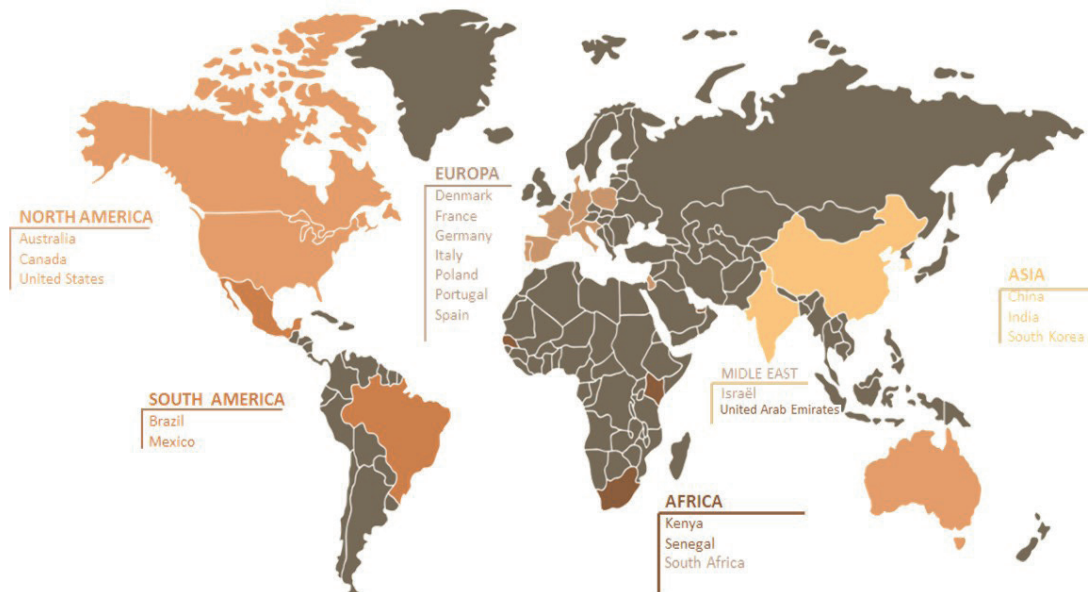 NORTH AMERICA
Australia
Canada
United States
SOUTH AMERICA
Brazil
Mexico
EUROPA
Denmark
France
Germany
Italy
Poland
Portugal
Spain
AFRICA
Kenya
Senegal
South Africa
MIDLE EAST
Israël
United Arab Emirates
ASIA
China
India
South Korea